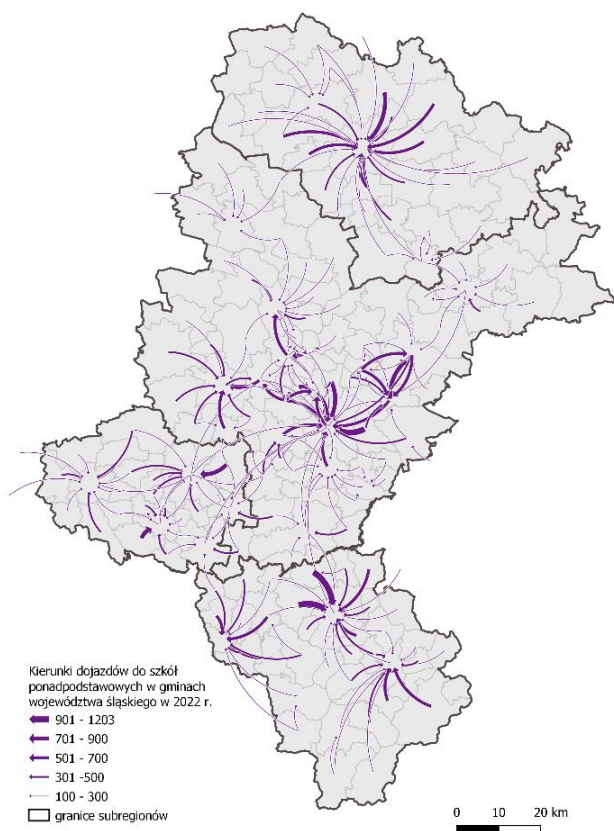 Kierunki dojazdów do szkół
ponadpodstawowych w gminach
województwa śląskiego w 2022 r.
901 - 1203
701 - 900
501 - 700
301 -500
100 - 300
granice subregionów
0 10 20 km